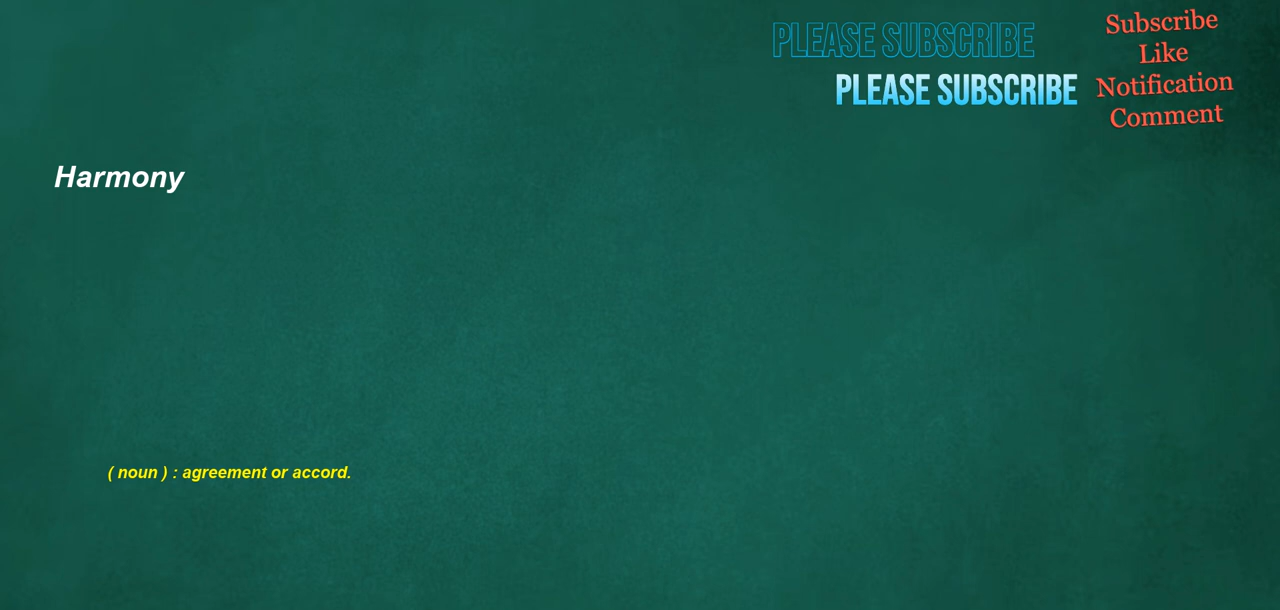 PLEASE SUBSCRIBE
PLEASE SUBSCRIBE
Subscribe
Like
Notification
Comment
Harmony
( noun ) : agreement or accord.